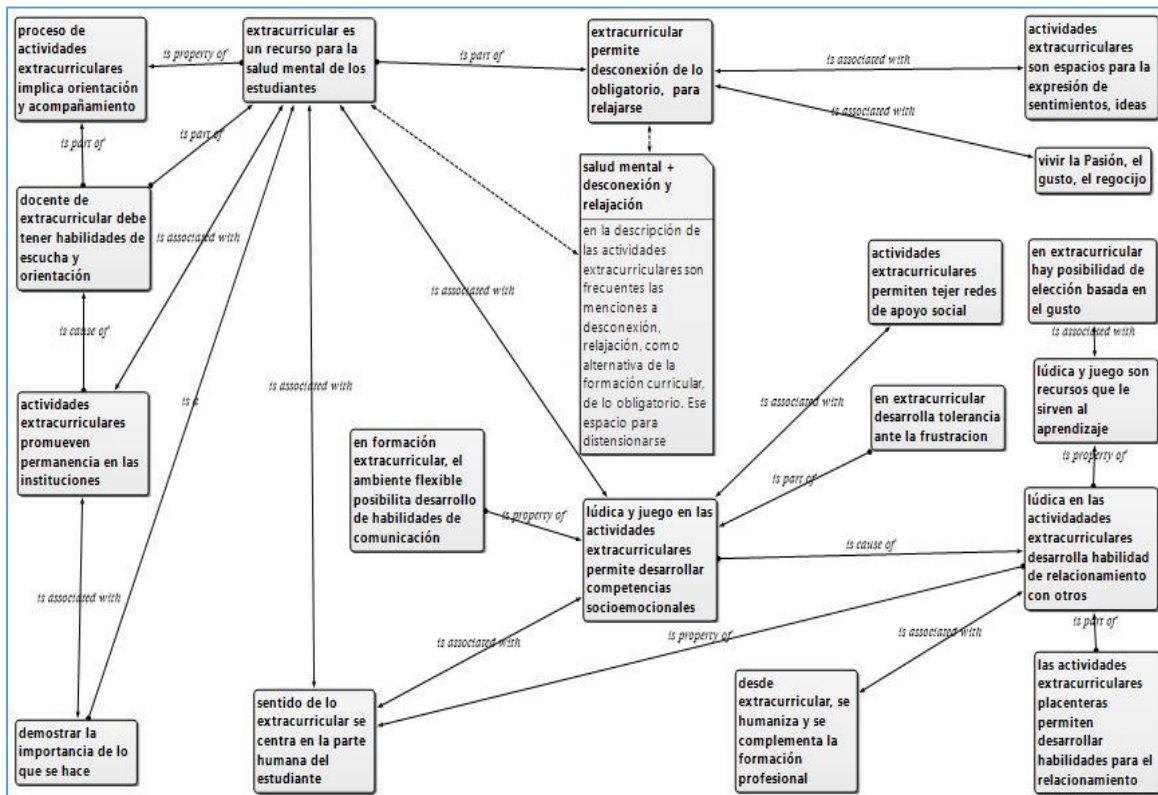 proceso de
actividades
extracurriculares
implica orientación
y acompañamiento
is property of
extracurricular es
un recurso para la
salud mental de los
estudiantes
is part of
extracurricular
permite
desconexión de lo
obligatorio, para
relajarse
is associated with
actividades
extracurriculares
son espacios para la
expresión de
sentimientos, ideas
is associated with
vivir la Pasión, el
gusto, el regocijo
is part of
is part of
docente de
extracurricular debe
tener habilidades de
escucha y
orientación
is associated with
salud mental +
desconexión y
relajación
en la descripción de
las actividades
extracurriculares son
frecuentes las
menciones a
desconexión,
relajación, como
alternativa de la
formación curricular,
de lo obligatorio. Ese
espacio para
distensionarse
is associated with
actividades
extracurriculares
permiten tejer redes
de apoyo social
en extracurricular
hay posibilidad de
elección basada en
el gusto
is associated with
is cause of
is associated with
is a
actividades
extracurriculares
promueven
permanencia en las
instituciones
lúdica y juego son
recursos que le
sirven al
aprendizaje
is associated with
en extracurricular
desarrolla tolerancia
ante la frustracion
is property of
en formación
extracurricular, el
ambiente flexible
posibilita desarrollo
de habilidades de
comunicación
is property of
is part of
lúdica y juego en las
actividades
extracurriculares
permite desarrollar
competencias
socioemocionales
is cause of
lúdica en las
actividadades
extracurriculares
desarrolla habilidad
de relacionamiento
con otros
is associated with
is associated with
is property of
is associated with
is part of
demostrar la
importancia de lo
que se hace
sentido de lo
extracurricular se
centra en la parte
humana del
estudiante
desde
extracurricular, se
humaniza y se
complementa la
formación
profesional
las actividades
extracurriculares
placenteras
permiten
desarrollar
habilidades para el
relacionamiento